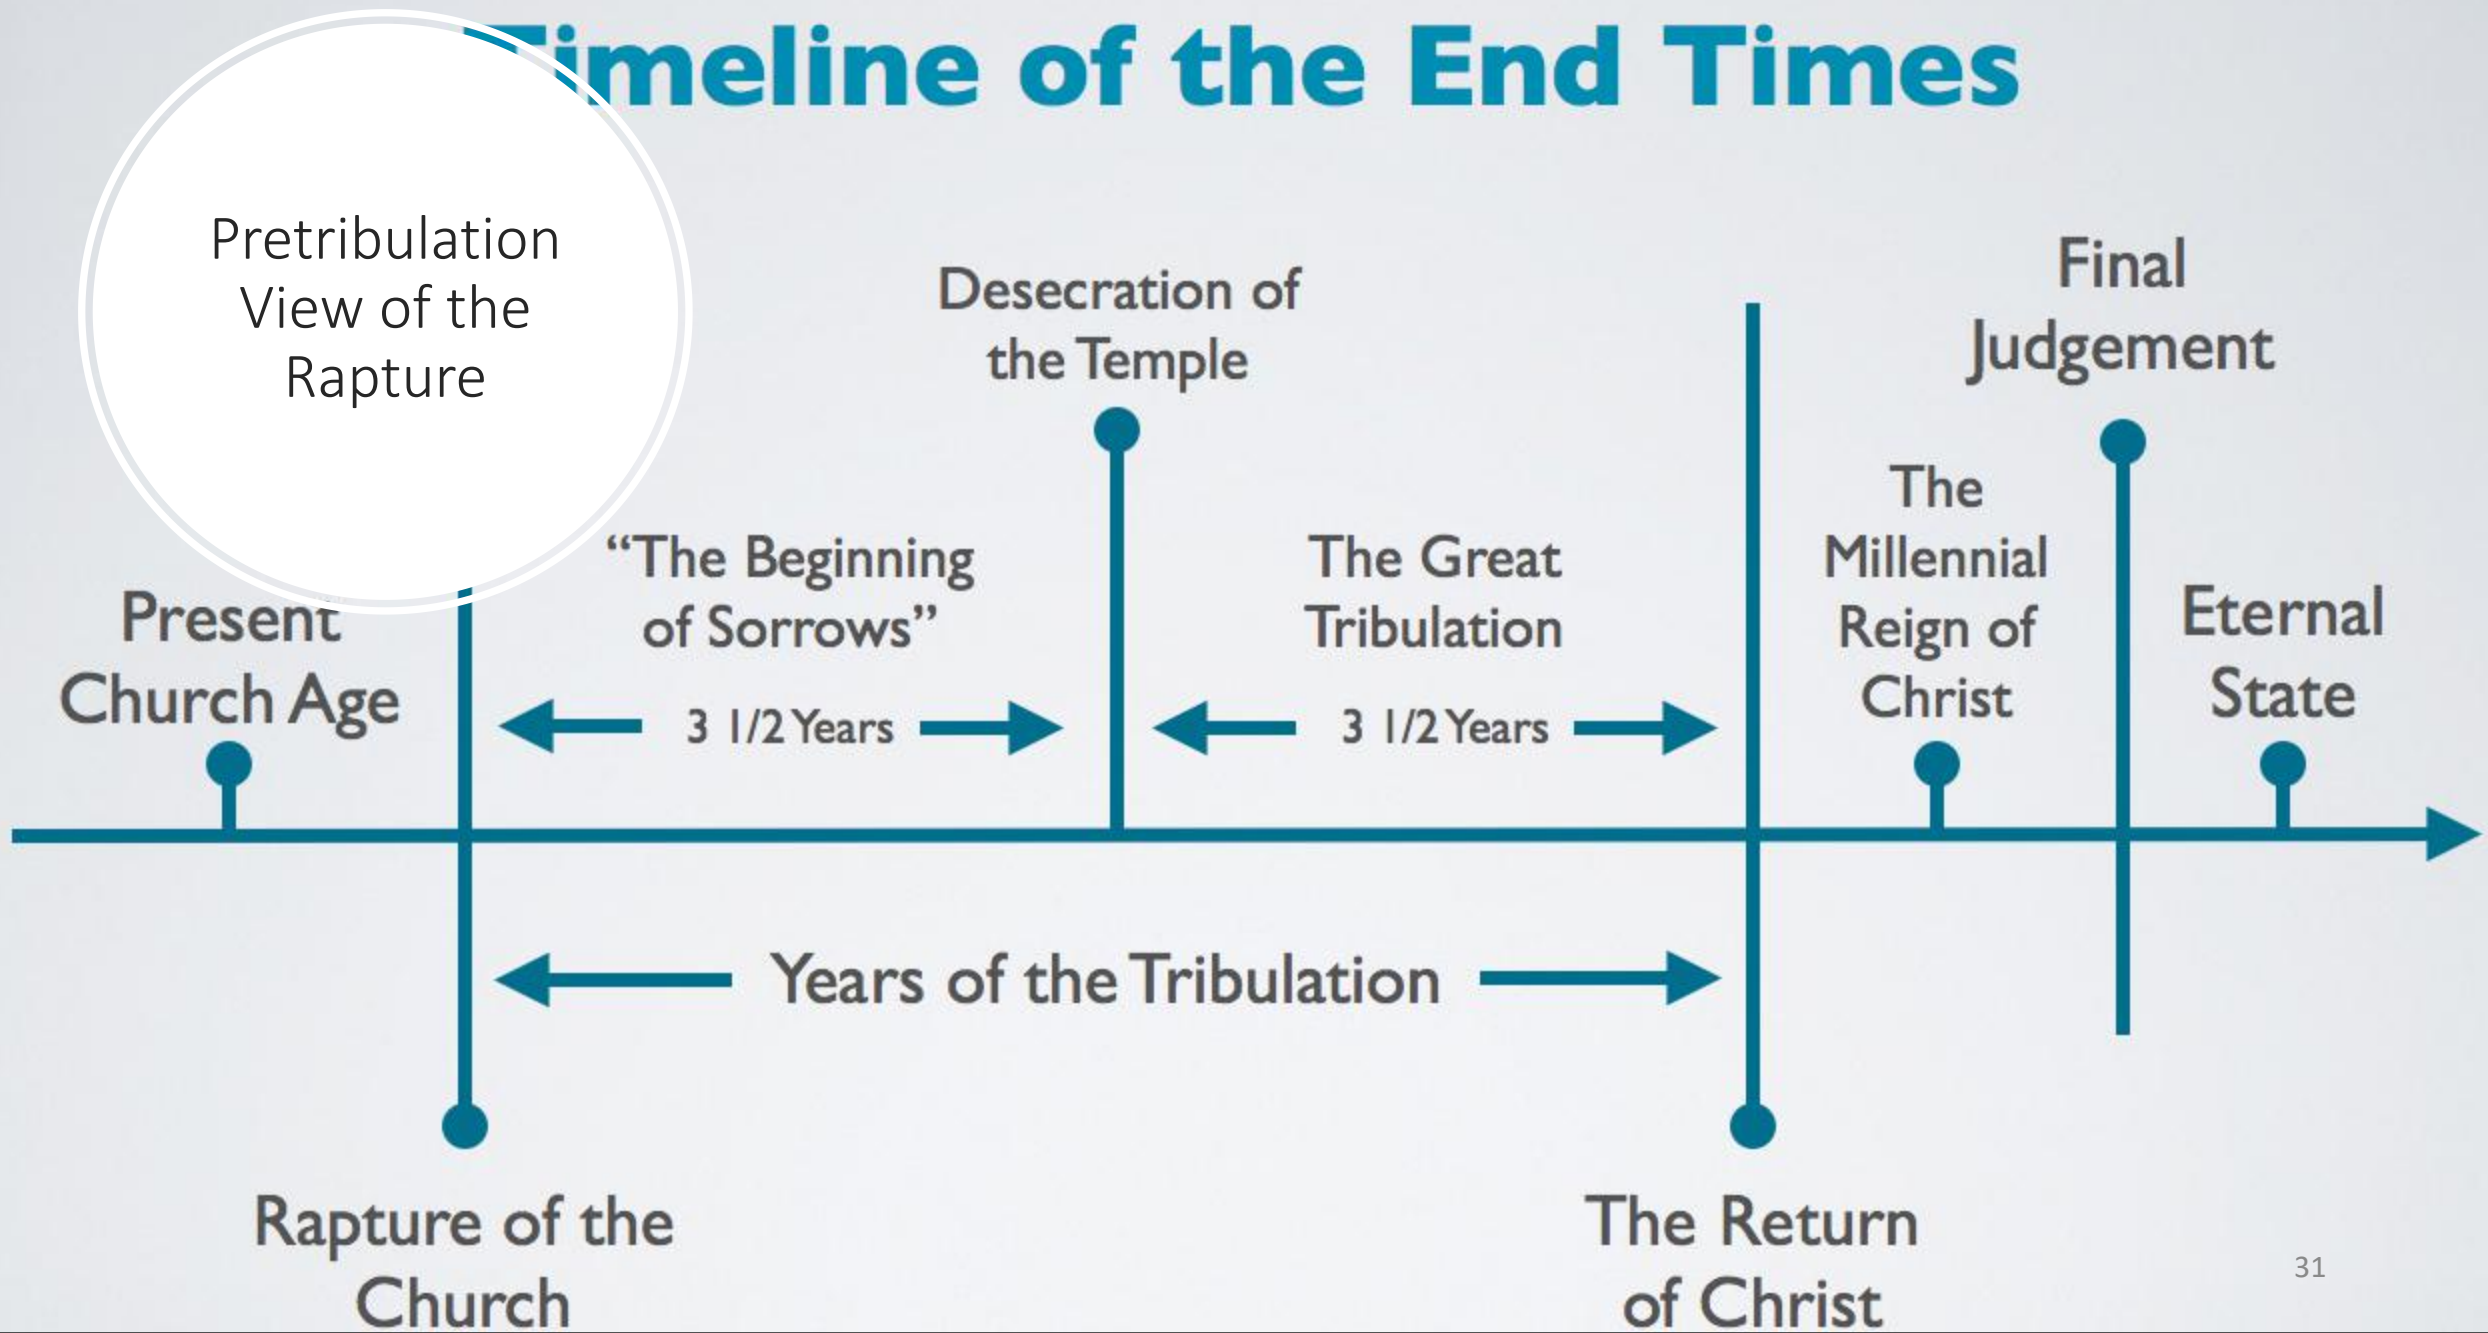 Timeline of the End Times
Pretribulation
View of the
Rapture
Desecration of
the Temple
Final
Judgement
"The Beginning
of Sorrows"
The Great
Tribulation
The
Millennial
Reign of
Christ
Present
Church Age
Eternal
State
3 1/2 Years
3 1/2 Years
Years of the Tribulation
Rapture of the
Church
The Return
of Christ
31